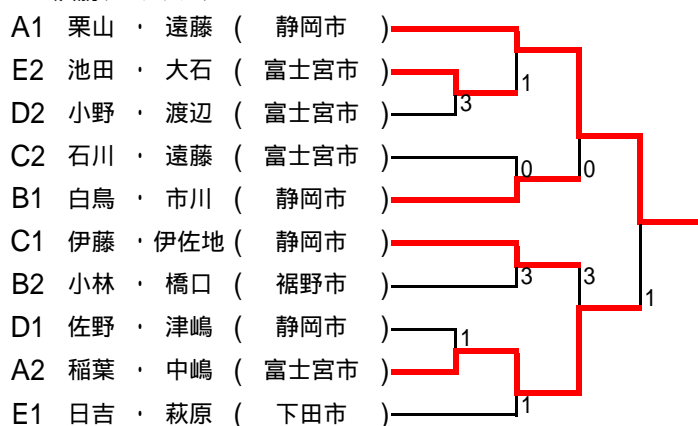 A1 栗山 ・ 遠藤 ( 静岡市 )
E2 池田 ・ 大石 ( 富士宮市 ) 1
D2 小野 ・ 渡辺 ( 富士宮市 ) 3
C2 石川 ・ 遠藤 ( 富士宮市 ) 0 0
B1 白鳥 ・ 市川 ( 静岡市 )
C1 伊藤 ・ 伊佐地 ( 静岡市 )
B2 小林 ・ 橋口 ( 裾野市 ) 3 3 1
D1 佐野 ・ 津嶋 ( 静岡市 ) 1
A2 稲葉 ・ 中嶋 ( 富士宮市 )
E1 日吉 ・ 萩原 ( 下田市 ) 1